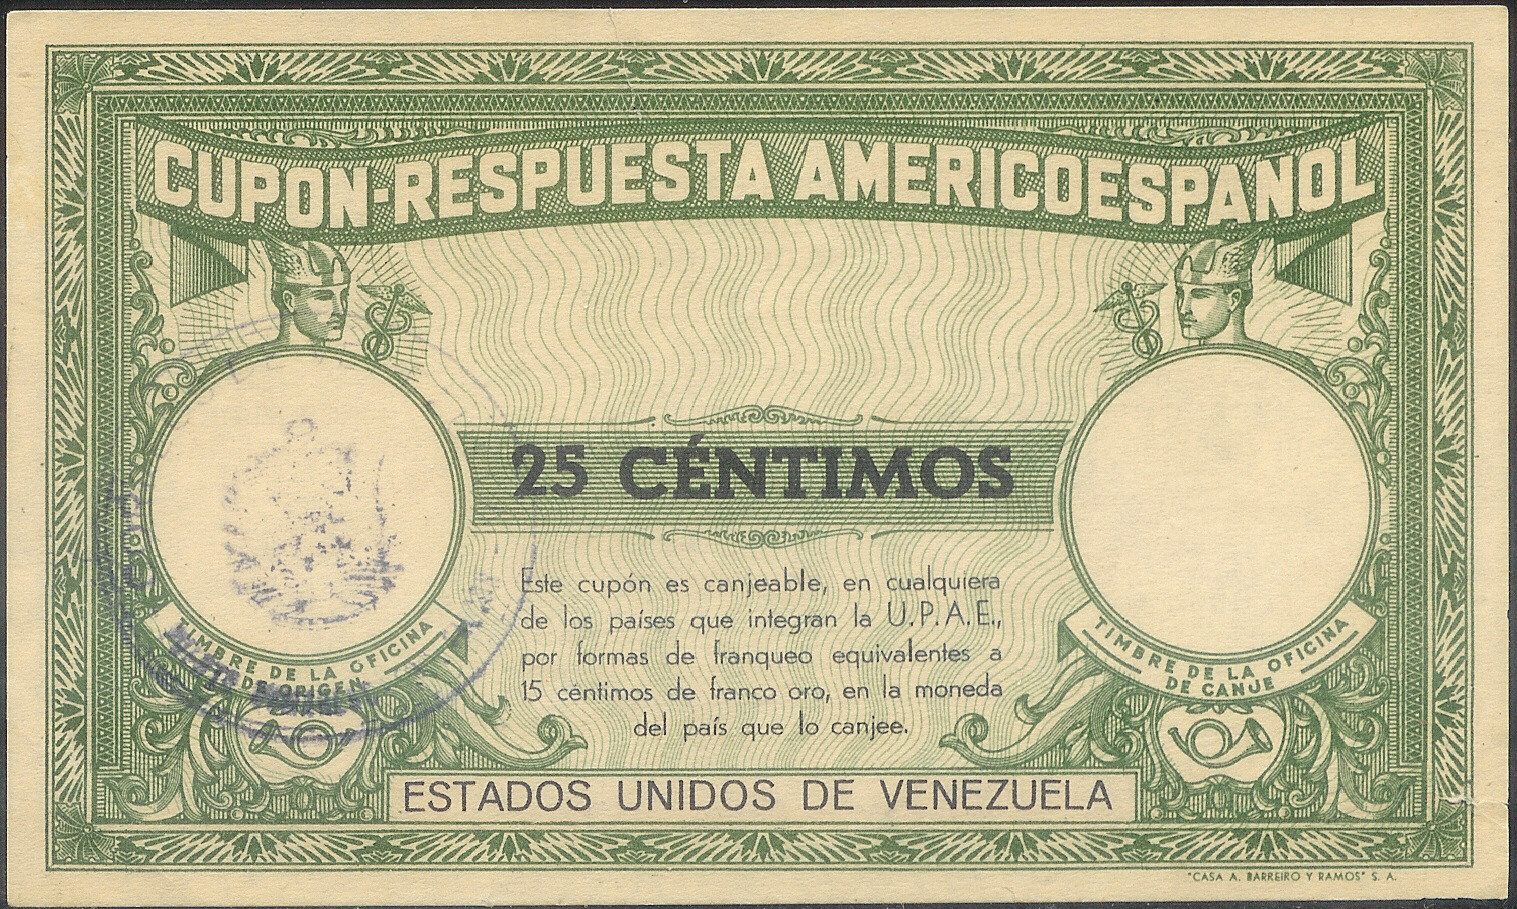 CUPON-RESPUESTA AMERICOESPAÑOL
25 CÉNTIMOS
Este cupón es canjeable, en cualquiera
de los países que integran la U.P.A.E.,
por formas de franqueo equivalentes a
15 céntimos de franco oro, en la moneda
del país que lo canjee.
TIMBRE DE LA OFICINA
DE ORIGEN
TIMBRE DE LA OFICINA
DE CANJE
ESTADOS UNIDOS DE VENEZUELA
"CASA A. BARREIRO Y RAMOS" S. A.